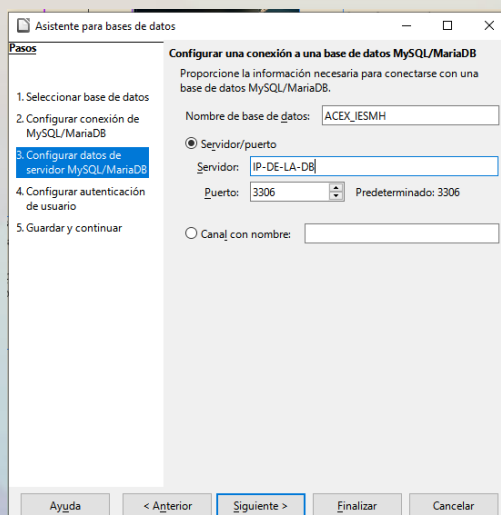 Asistente para bases de datos
Pasos
1. Seleccionar base de datos
2. Configurar conexión de
MySQL/MariaDB
3. Configurar datos de
servidor MySQL/MariaDB
4. Configurar autenticación
de usuario
5. Guardar y continuar
Configurar una conexión a una base de datos MySQL/MariaDB
Proporcione la información necesaria para conectarse con una
base de datos MySQL/MariaDB.
Nombre de base de datos: ACEX_IESMH
Servidor/puerto
Servidor: IP-DE-LA-DB
Puerto: 3306 Predeterminado: 3306
Canal con nombre:
Ayuda < Anterior Siguiente > Finalizar Cancelar